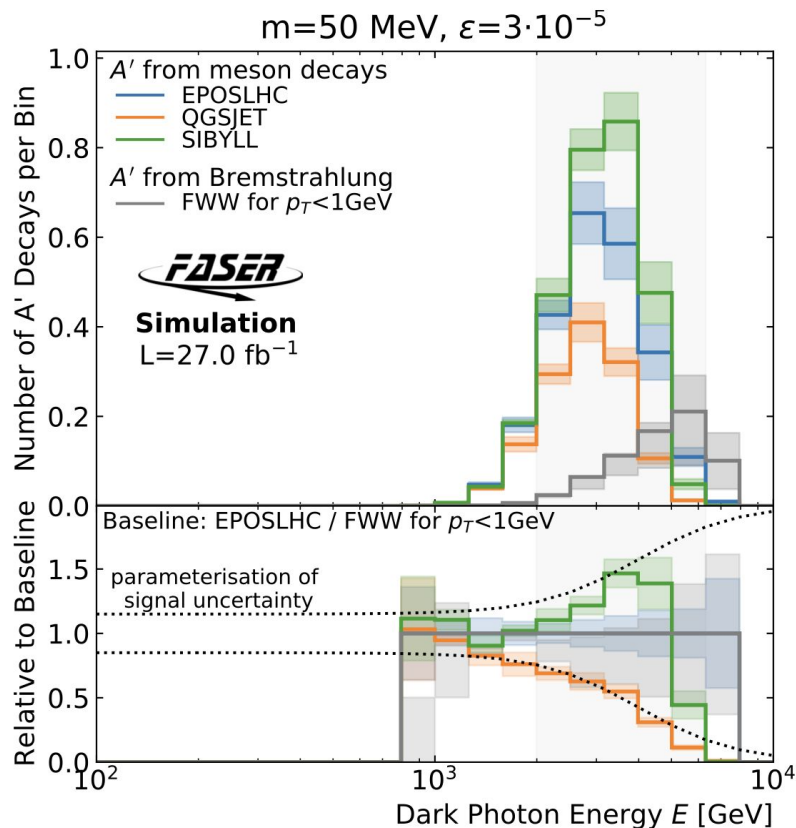 m=50 MeV, ε=3·10⁻⁵
Number of A' Decays per Bin
1.0
0.8
0.6
0.4
0.2
0.0
A′ from meson decays
EPOSLHC
QGSJET
SIBYLL
A′ from Bremstrahlung
FWW for p_T<1GeV
FASER
Simulation
L=27.0 fb⁻¹
Relative to Baseline
1.5
1.0
0.5
0.0
Baseline: EPOSLHC / FWW for p_T<1GeV
parameterisation of
signal uncertainty
10² 10³ 10⁴
Dark Photon Energy E [GeV]